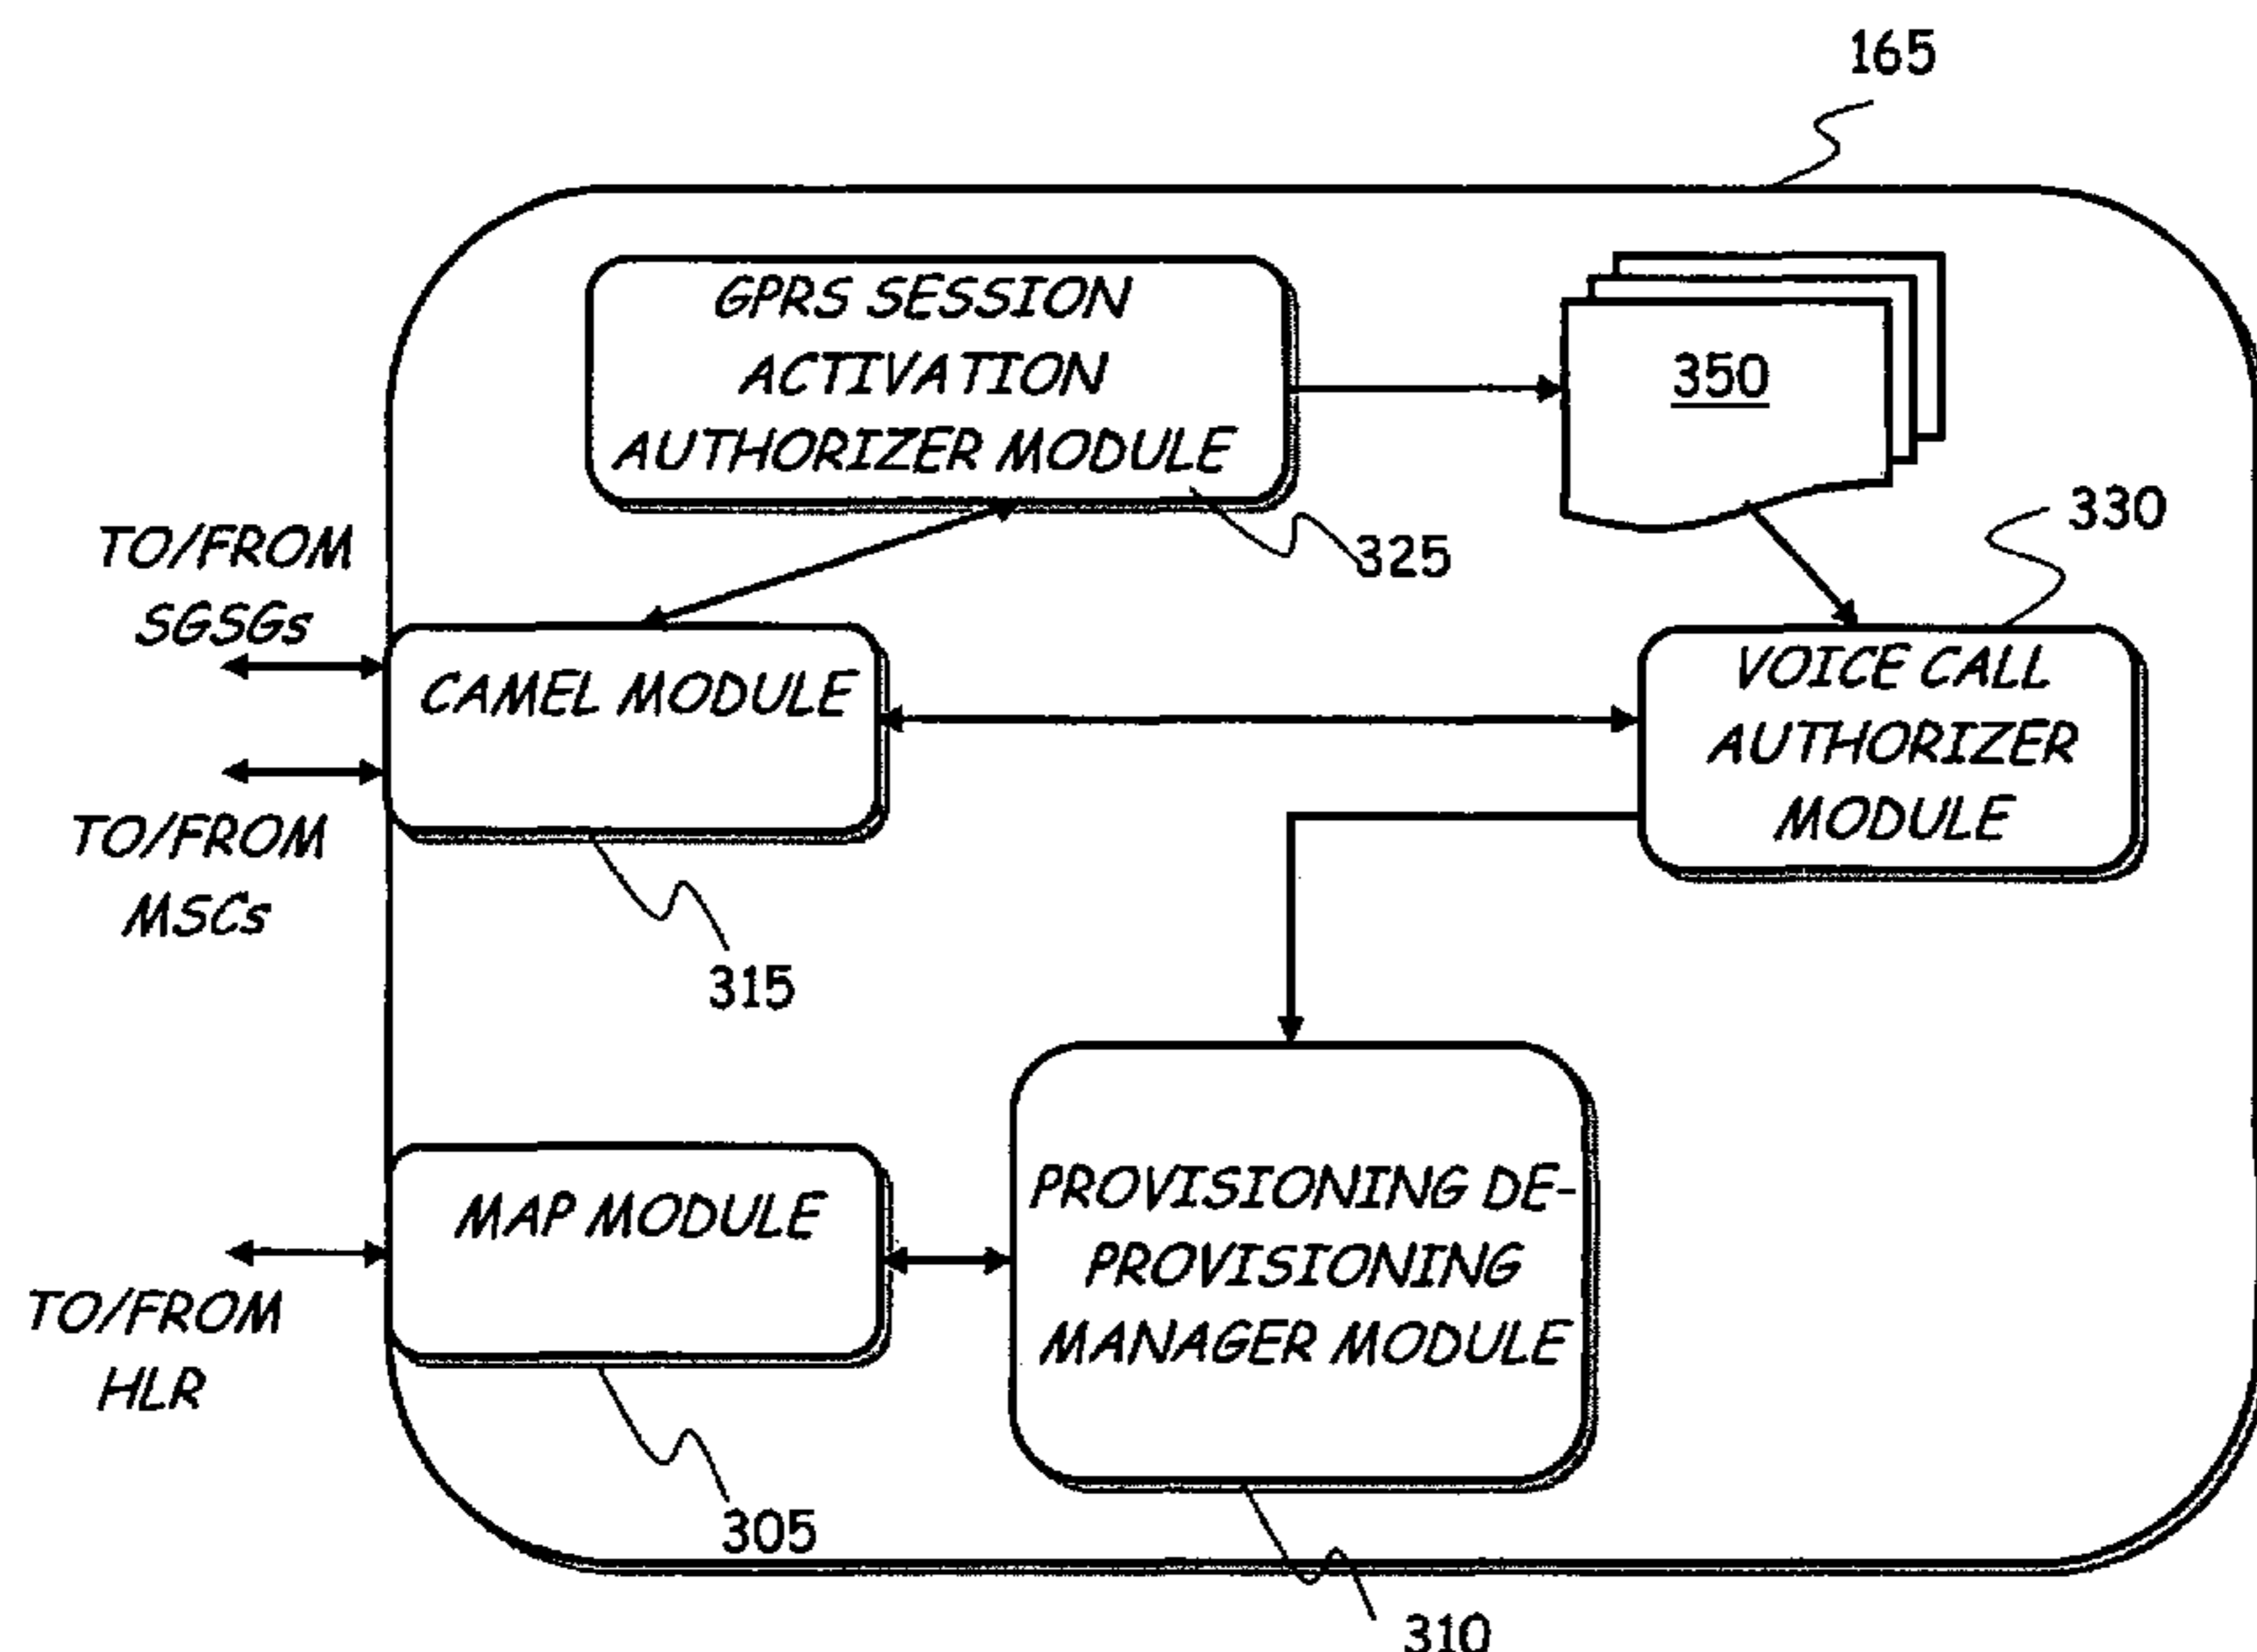 165
GPRS SESSION
ACTIVATION
AUTHORIZER MODULE
350
330
325
TO/FROM
SGSGs
CAMEL MODULE
VOICE CALL
AUTHORIZER
MODULE
TO/FROM
MSCs
315
MAP MODULE
PROVISIONING DE-
PROVISIONING
MANAGER MODULE
TO/FROM
HLR
305
310